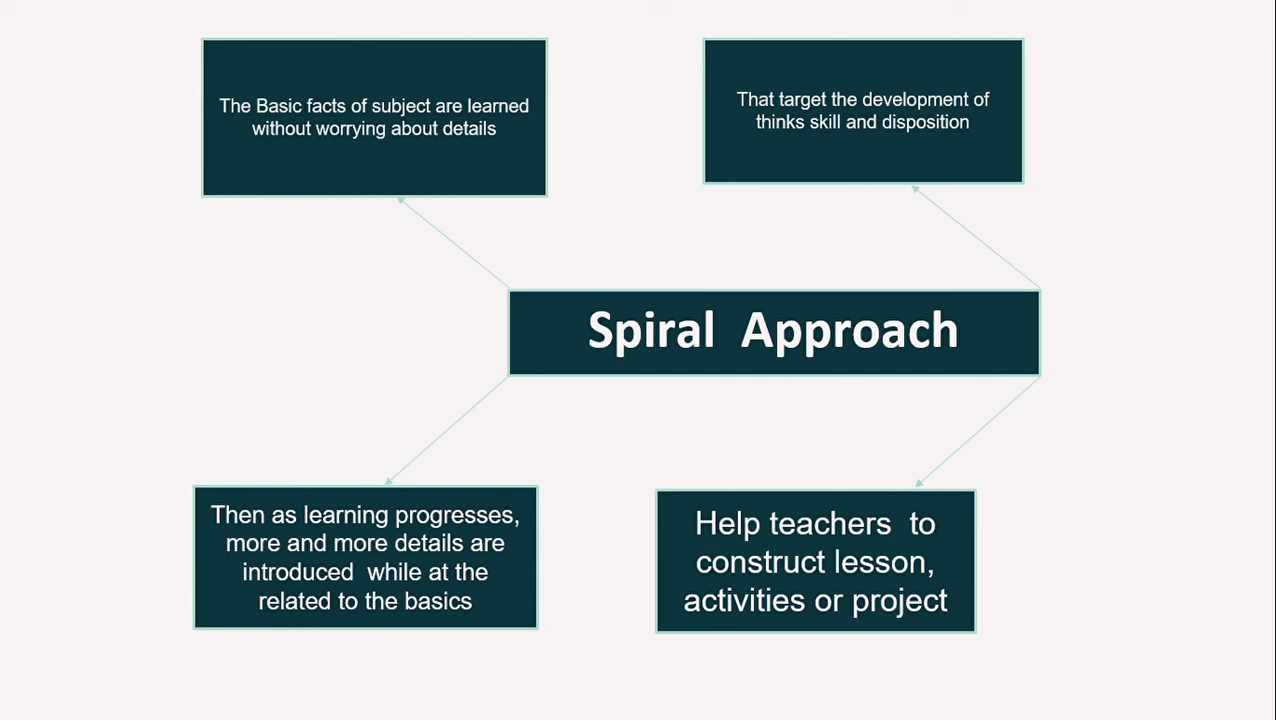 The Basic facts of subject are learned
without worrying about details
That target the development of
thinks skill and disposition
Spiral Approach
Then as learning progresses,
more and more details are
introduced while at the
related to the basics
Help teachers to
construct lesson,
activities or project